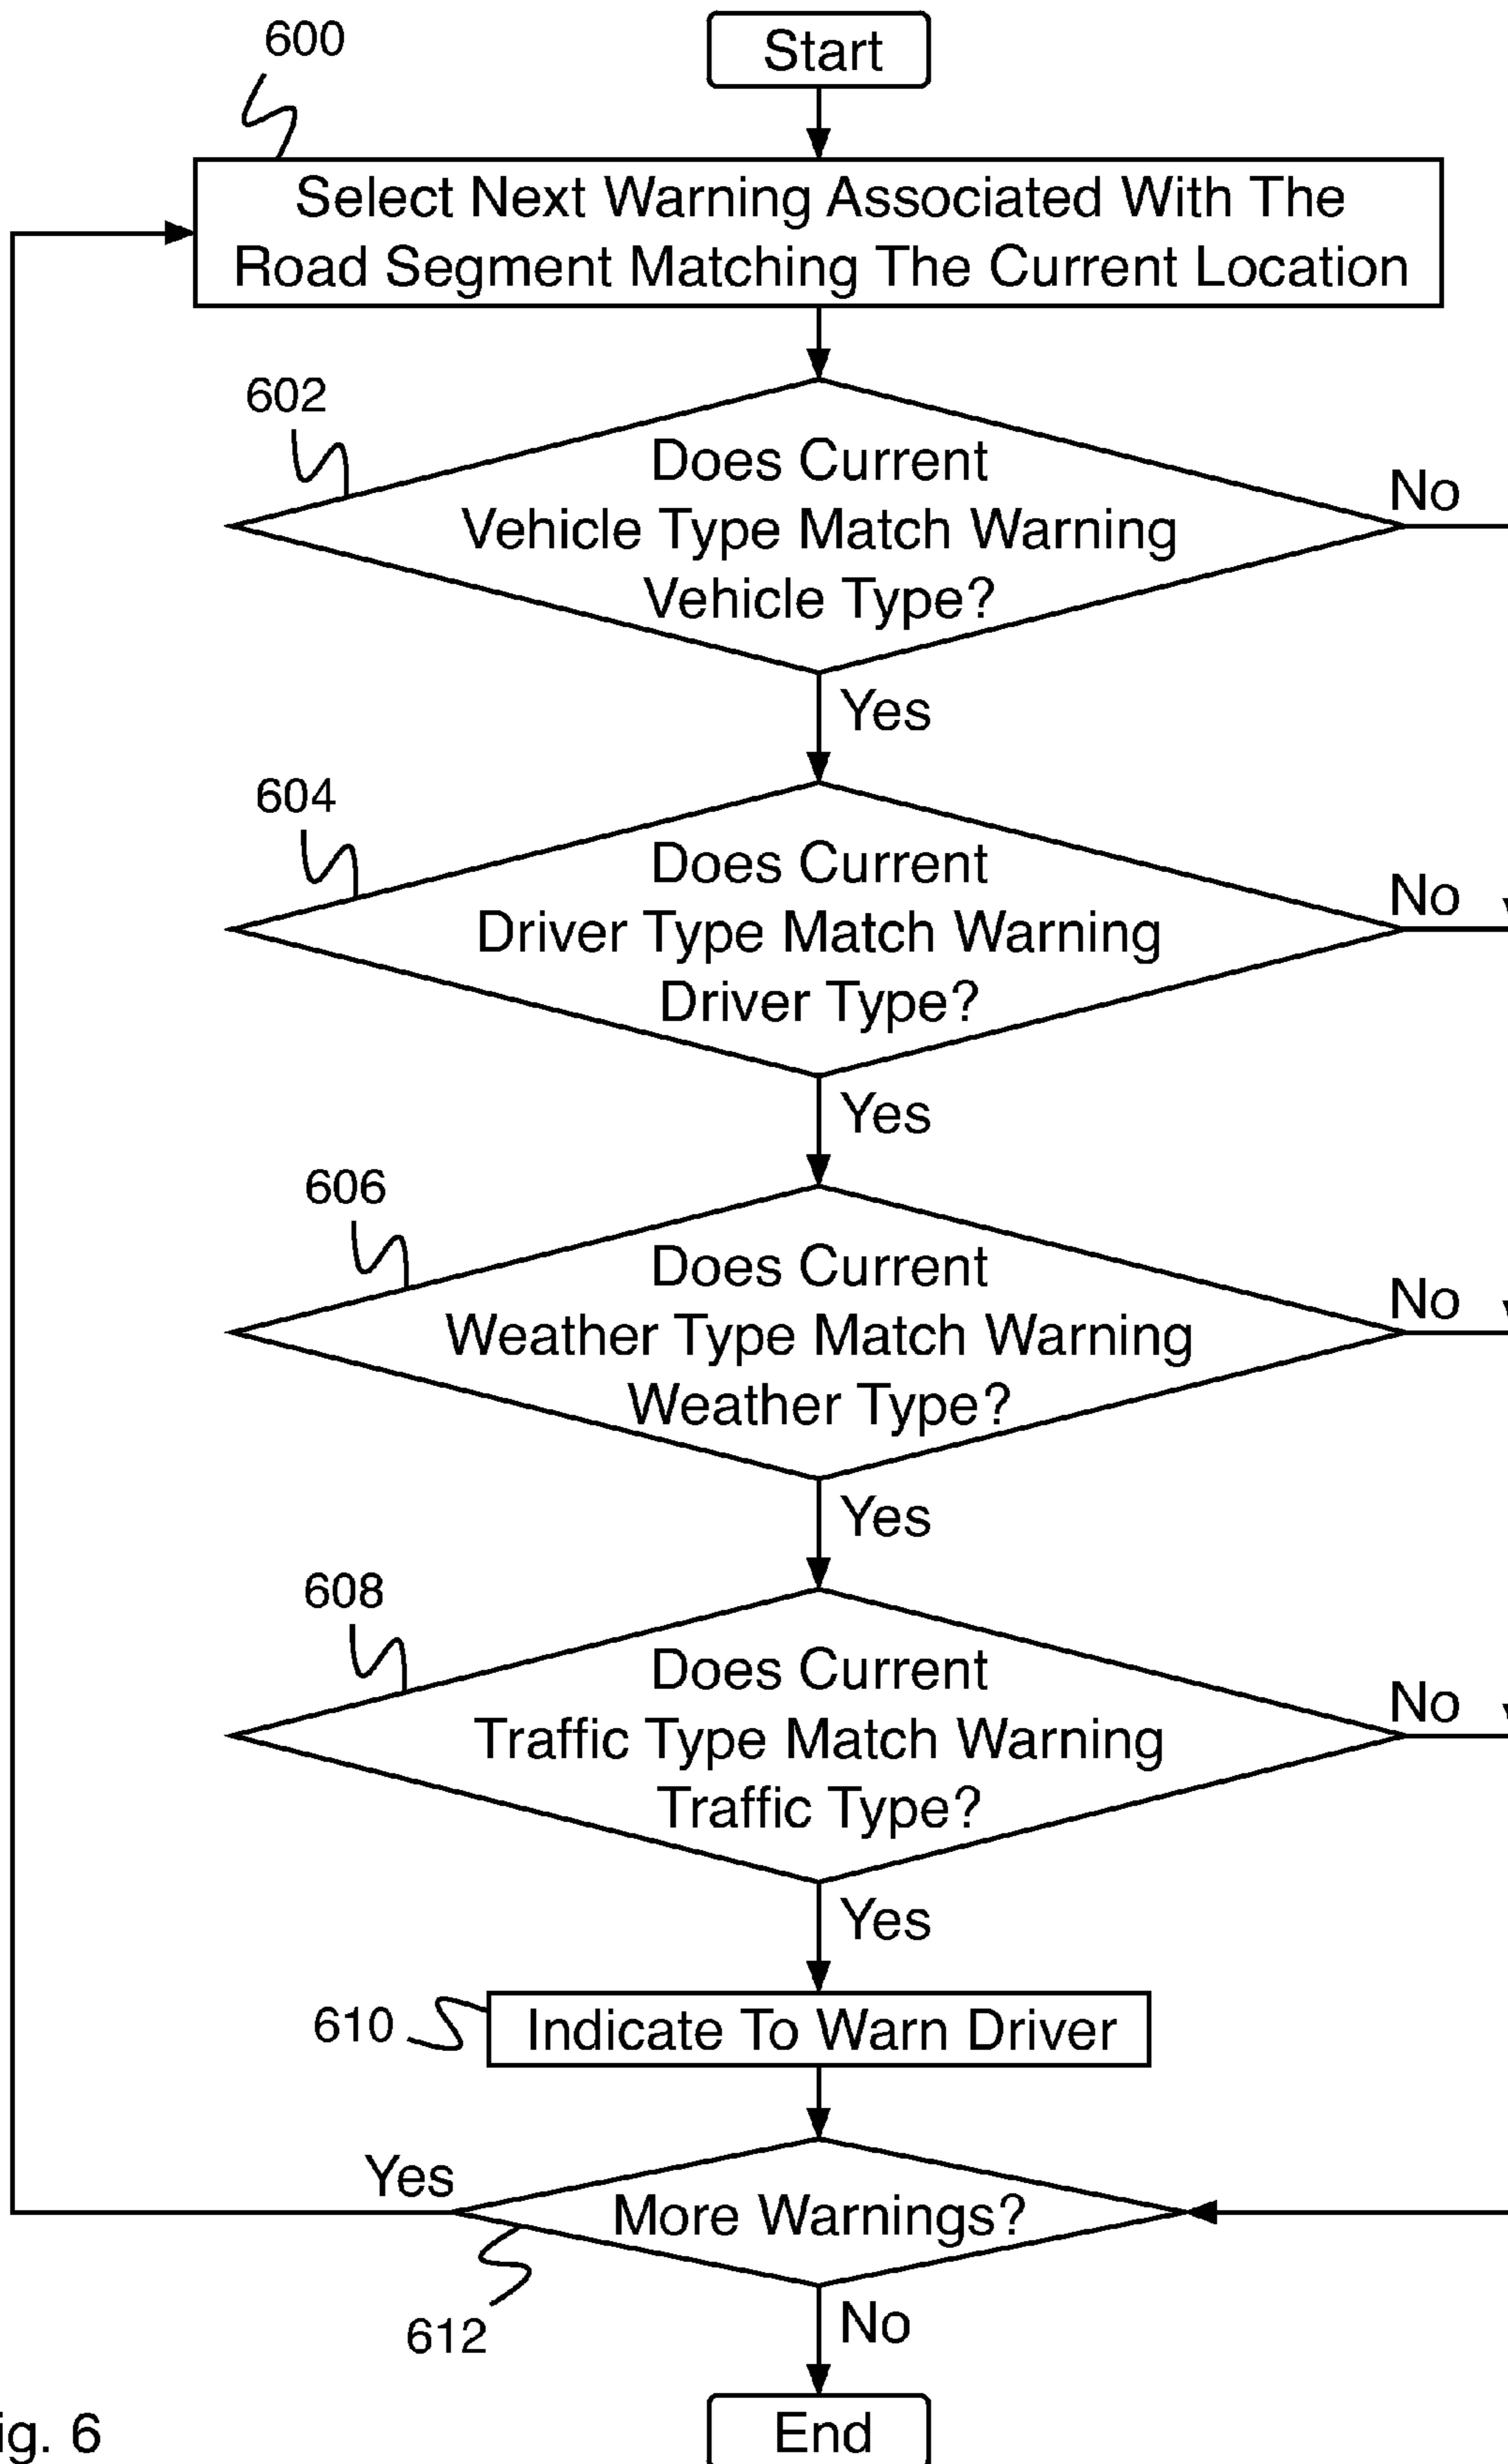 600
Start
Select Next Warning Associated With The
Road Segment Matching The Current Location
602
Does Current
Vehicle Type Match Warning
Vehicle Type?
No
Yes
604
Does Current
Driver Type Match Warning
Driver Type?
No
Yes
606
Does Current
Weather Type Match Warning
Weather Type?
No
Yes
608
Does Current
Traffic Type Match Warning
Traffic Type?
No
Yes
610
Indicate To Warn Driver
Yes
More Warnings?
612
No
End
ig. 6